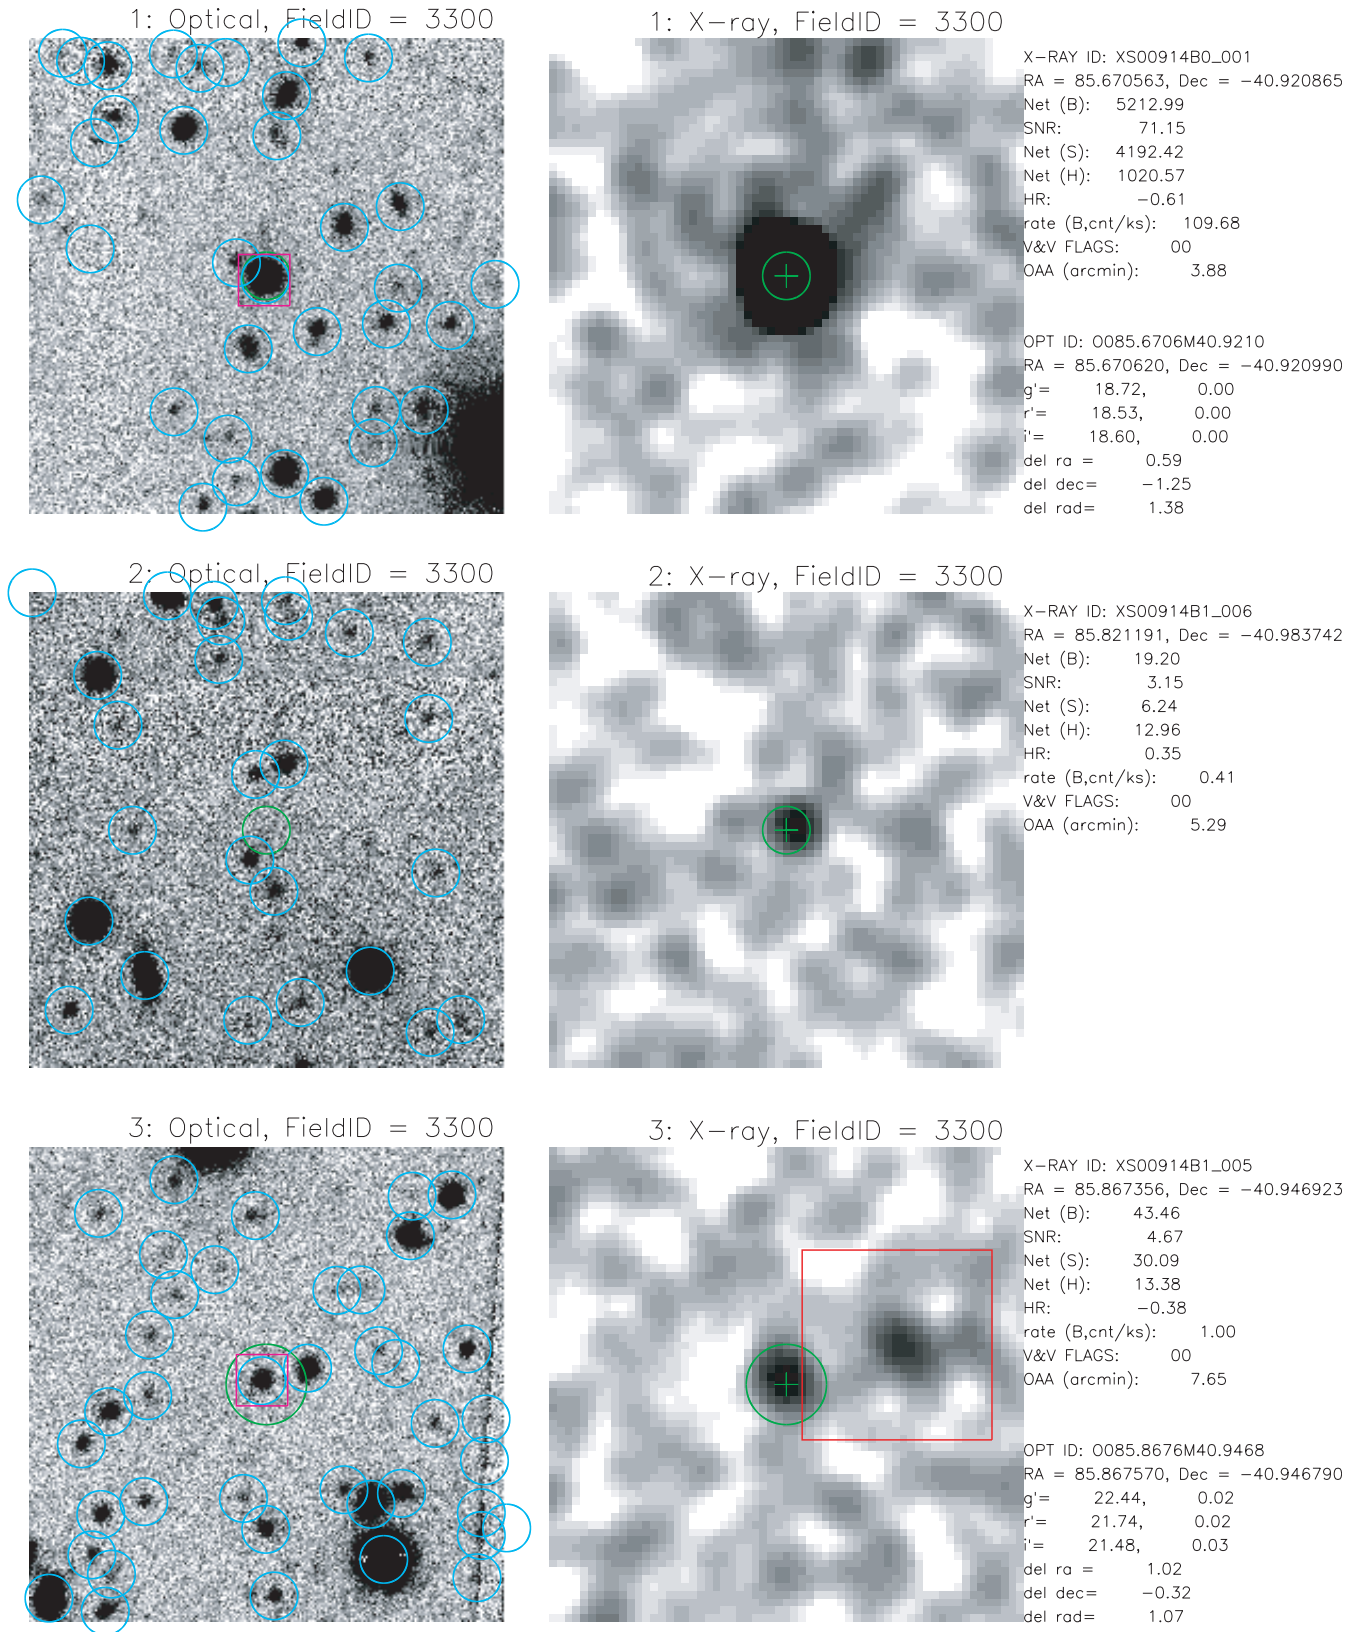 1: Optical, FieldID = 3300
1: X-ray, FieldID = 3300
X-RAY ID: XS00914B0_001
RA = 85.670563, Dec = -40.920865
Net (B): 5212.99
SNR: 71.15
Net (S): 4192.42
Net (H): 1020.57
HR: -0.61
rate (B,cnt/ks): 109.68
V&V FLAGS: 00
OAA (arcmin): 3.88
OPT ID: O085.6706M40.9210
RA = 85.670620, Dec = -40.920990
g'= 18.72, 0.00
r'= 18.53, 0.00
i'= 18.60, 0.00
del ra = 0.59
del dec= -1.25
del rad= 1.38
2: Optical, FieldID = 3300
2: X-ray, FieldID = 3300
X-RAY ID: XS00914B1_006
RA = 85.821191, Dec = -40.983742
Net (B): 19.20
SNR: 3.15
Net (S): 6.24
Net (H): 12.96
HR: 0.35
rate (B,cnt/ks): 0.41
V&V FLAGS: 00
OAA (arcmin): 5.29
3: Optical, FieldID = 3300
3: X-ray, FieldID = 3300
X-RAY ID: XS00914B1_005
RA = 85.867356, Dec = -40.946923
Net (B): 43.46
SNR: 4.67
Net (S): 30.09
Net (H): 13.38
HR: -0.38
rate (B,cnt/ks): 1.00
V&V FLAGS: 00
OAA (arcmin): 7.65
OPT ID: O085.8676M40.9468
RA = 85.867570, Dec = -40.946790
g'= 22.44, 0.02
r'= 21.74, 0.02
i'= 21.48, 0.03
del ra = 1.02
del dec= -0.32
del rad= 1.07